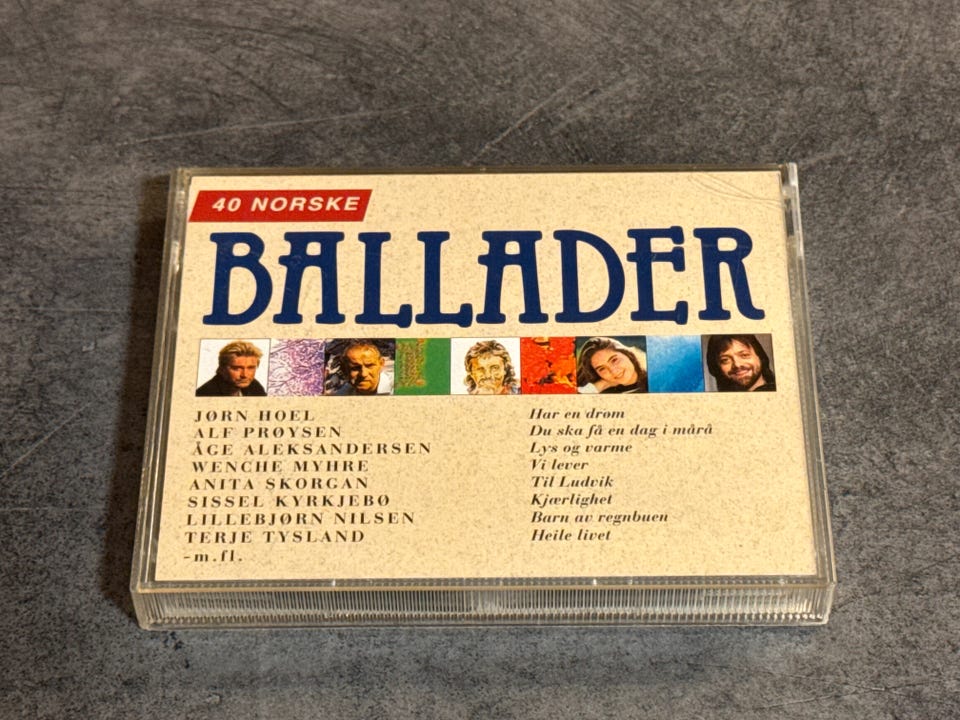 40 NORSKE
BALLADER
JØRN HOEL Har en drøm
ALF PRØYSEN Du ska få en dag i mårå
ÅGE ALEKSANDERSEN Lys og varme
WENCHE MYHRE Vi lever
ANITA SKORGAN Til Ludvik
SISSEL KYRKJEBØ Kjærlighet
LILLEBJØRN NILSEN Barn av regnbuen
TERJE TYSLAND Heile livet
-m.fl.